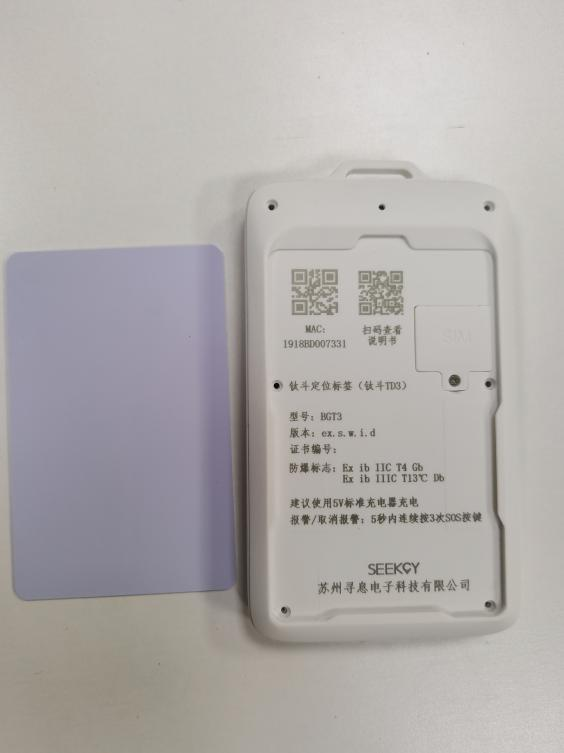 MAC:
1918BD007331
扫码查看
说明书
SIM
钛斗定位标签（钛斗TD3）
型号：BGT3
版本：ex.s.w.i.d
证书编号：
防爆标志：Ex ib IIC T4 Gb
Ex ib IIIC T13℃ Db
建议使用5V标准充电器充电
报警/取消报警：5秒内连续按3次SOS按键
SEEKCY
苏州寻息电子科技有限公司